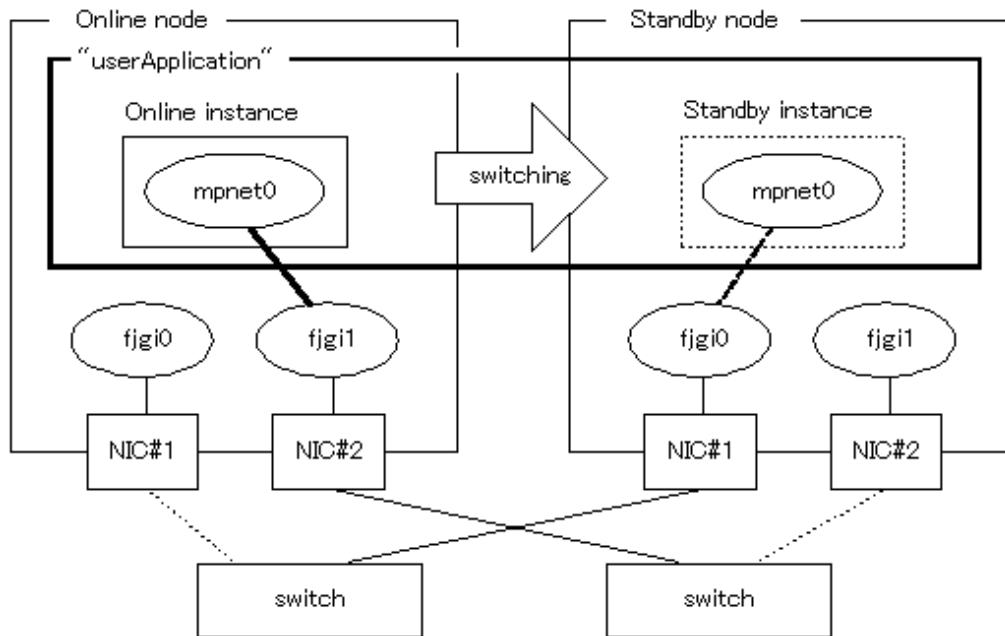 Online node
Standby node
“userApplication“
Online instance
Standby instance
switching
mpnet0
mpnet0
fjgi0
fjgi1
fjgi0
fjgi1
NIC#1
NIC#2
NIC#1
NIC#2
switch
switch